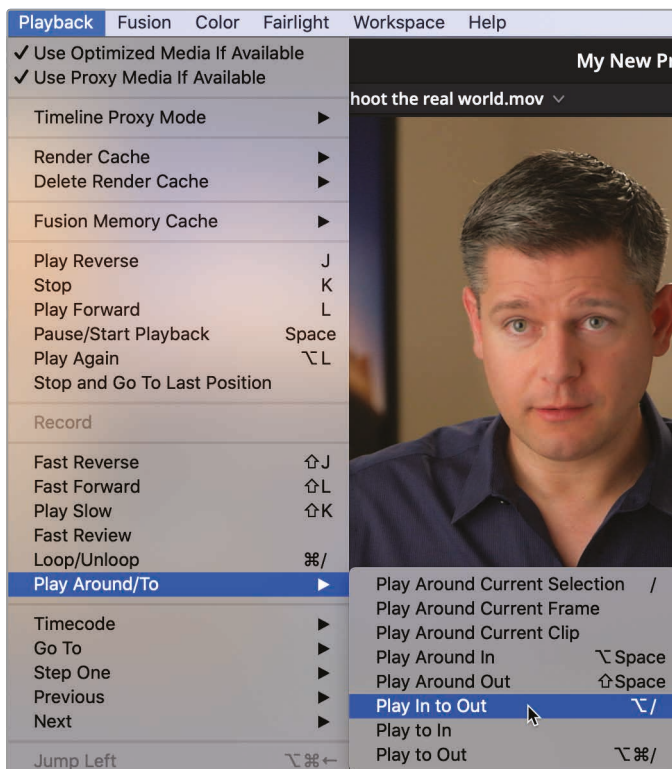 Playback Fusion Color Fairlight Workspace Help
✓ Use Optimized Media If Available
✓ Use Proxy Media If Available
Timeline Proxy Mode ▶
Render Cache ▶
Delete Render Cache ▶
Fusion Memory Cache ▶
Play Reverse J
Stop K
Play Forward L
Pause/Start Playback Space
Play Again ⌥L
Stop and Go To Last Position
Record
Fast Reverse ⇧J
Fast Forward ⇧L
Play Slow ⇧K
Fast Review
Loop/Unloop ⌘/
Play Around/To ▶
Timecode ▶
Go To ▶
Step One ▶
Previous ▶
Next ▶
Jump Left ⌥⌘←
My New Pr
hoot the real world.mov
Play Around Current Selection /
Play Around Current Frame
Play Around Current Clip
Play Around In ⌥Space
Play Around Out ⇧Space
Play In to Out ⌥/
Play to In
Play to Out ⌥⌘/